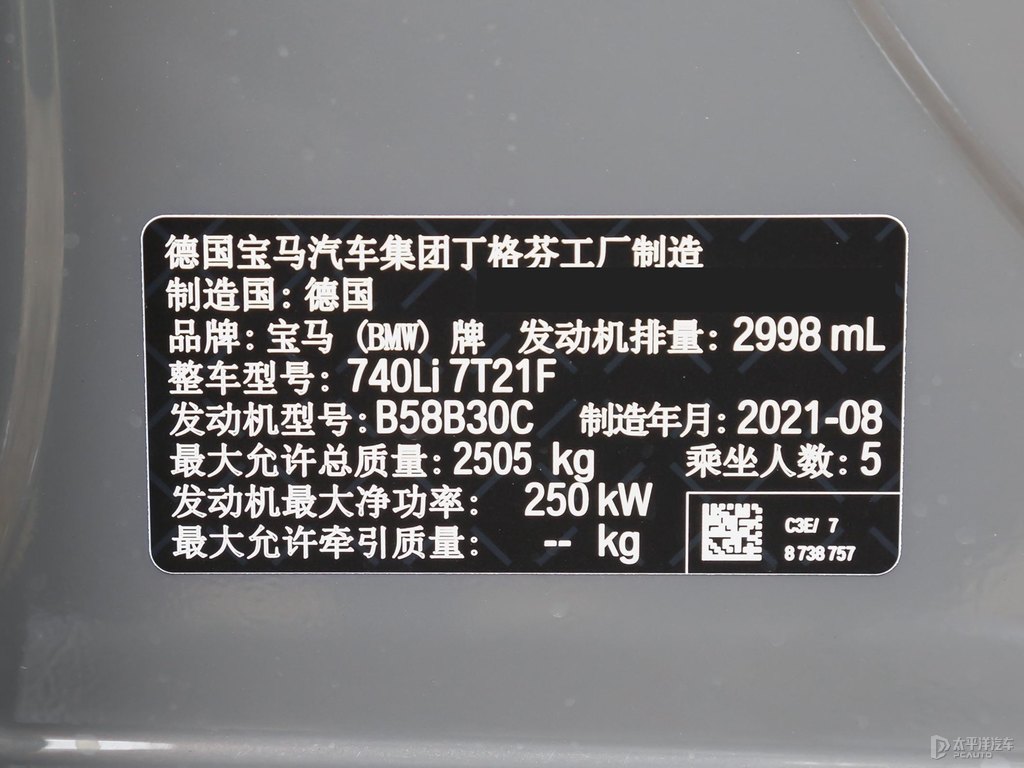 德国宝马汽车集团丁格芬工厂制造
制造国：德国
品牌：宝马 (BMW) 牌 发动机排量：2998 mL
整车型号：740Li 7T21F
发动机型号：B58B30C 制造年月：2021-08
最大允许总质量：2505 kg 乘坐人数：5
发动机最大净功率： 250 kW
最大允许牵引质量： -- kg
C3E/ 7
8 738 757
太平洋汽车
PCAUTO